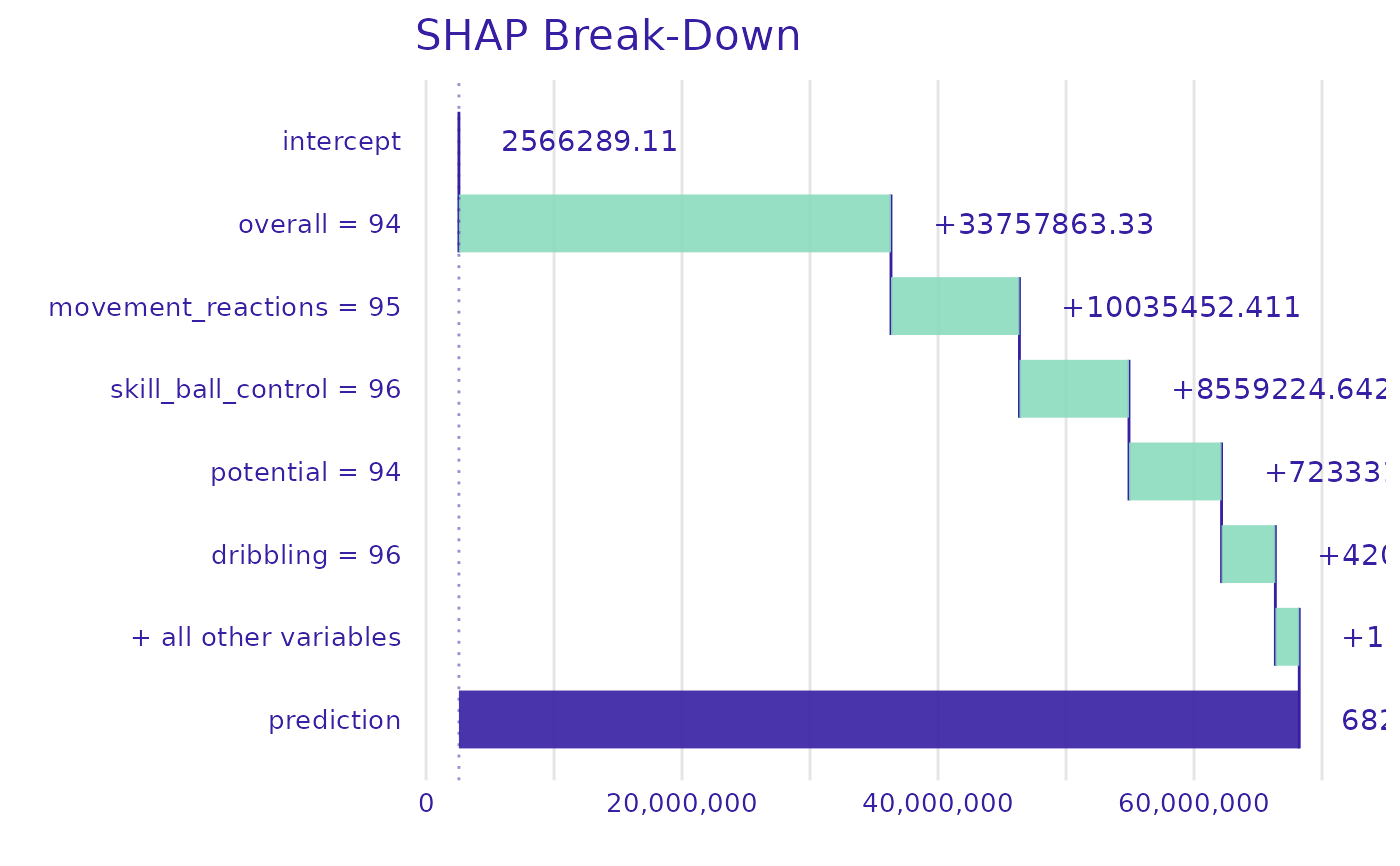 SHAP Break-Down
intercept 2566289.11
overall = 94 +33757863.33
movement_reactions = 95 +10035452.411
skill_ball_control = 96 +8559224.642
potential = 94 +72333
dribbling = 96 +420
+ all other variables +1
prediction 682
0 20,000,000 40,000,000 60,000,000